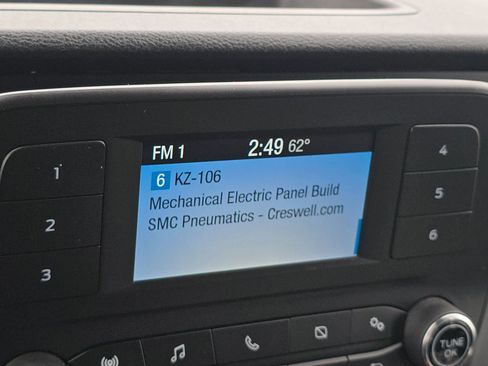 FM 1 2:49 62°
6 KZ-106
Mechanical Electric Panel Build
SMC Pneumatics - Creswell.com
1
2
3
4
5
6
TUNE
OK